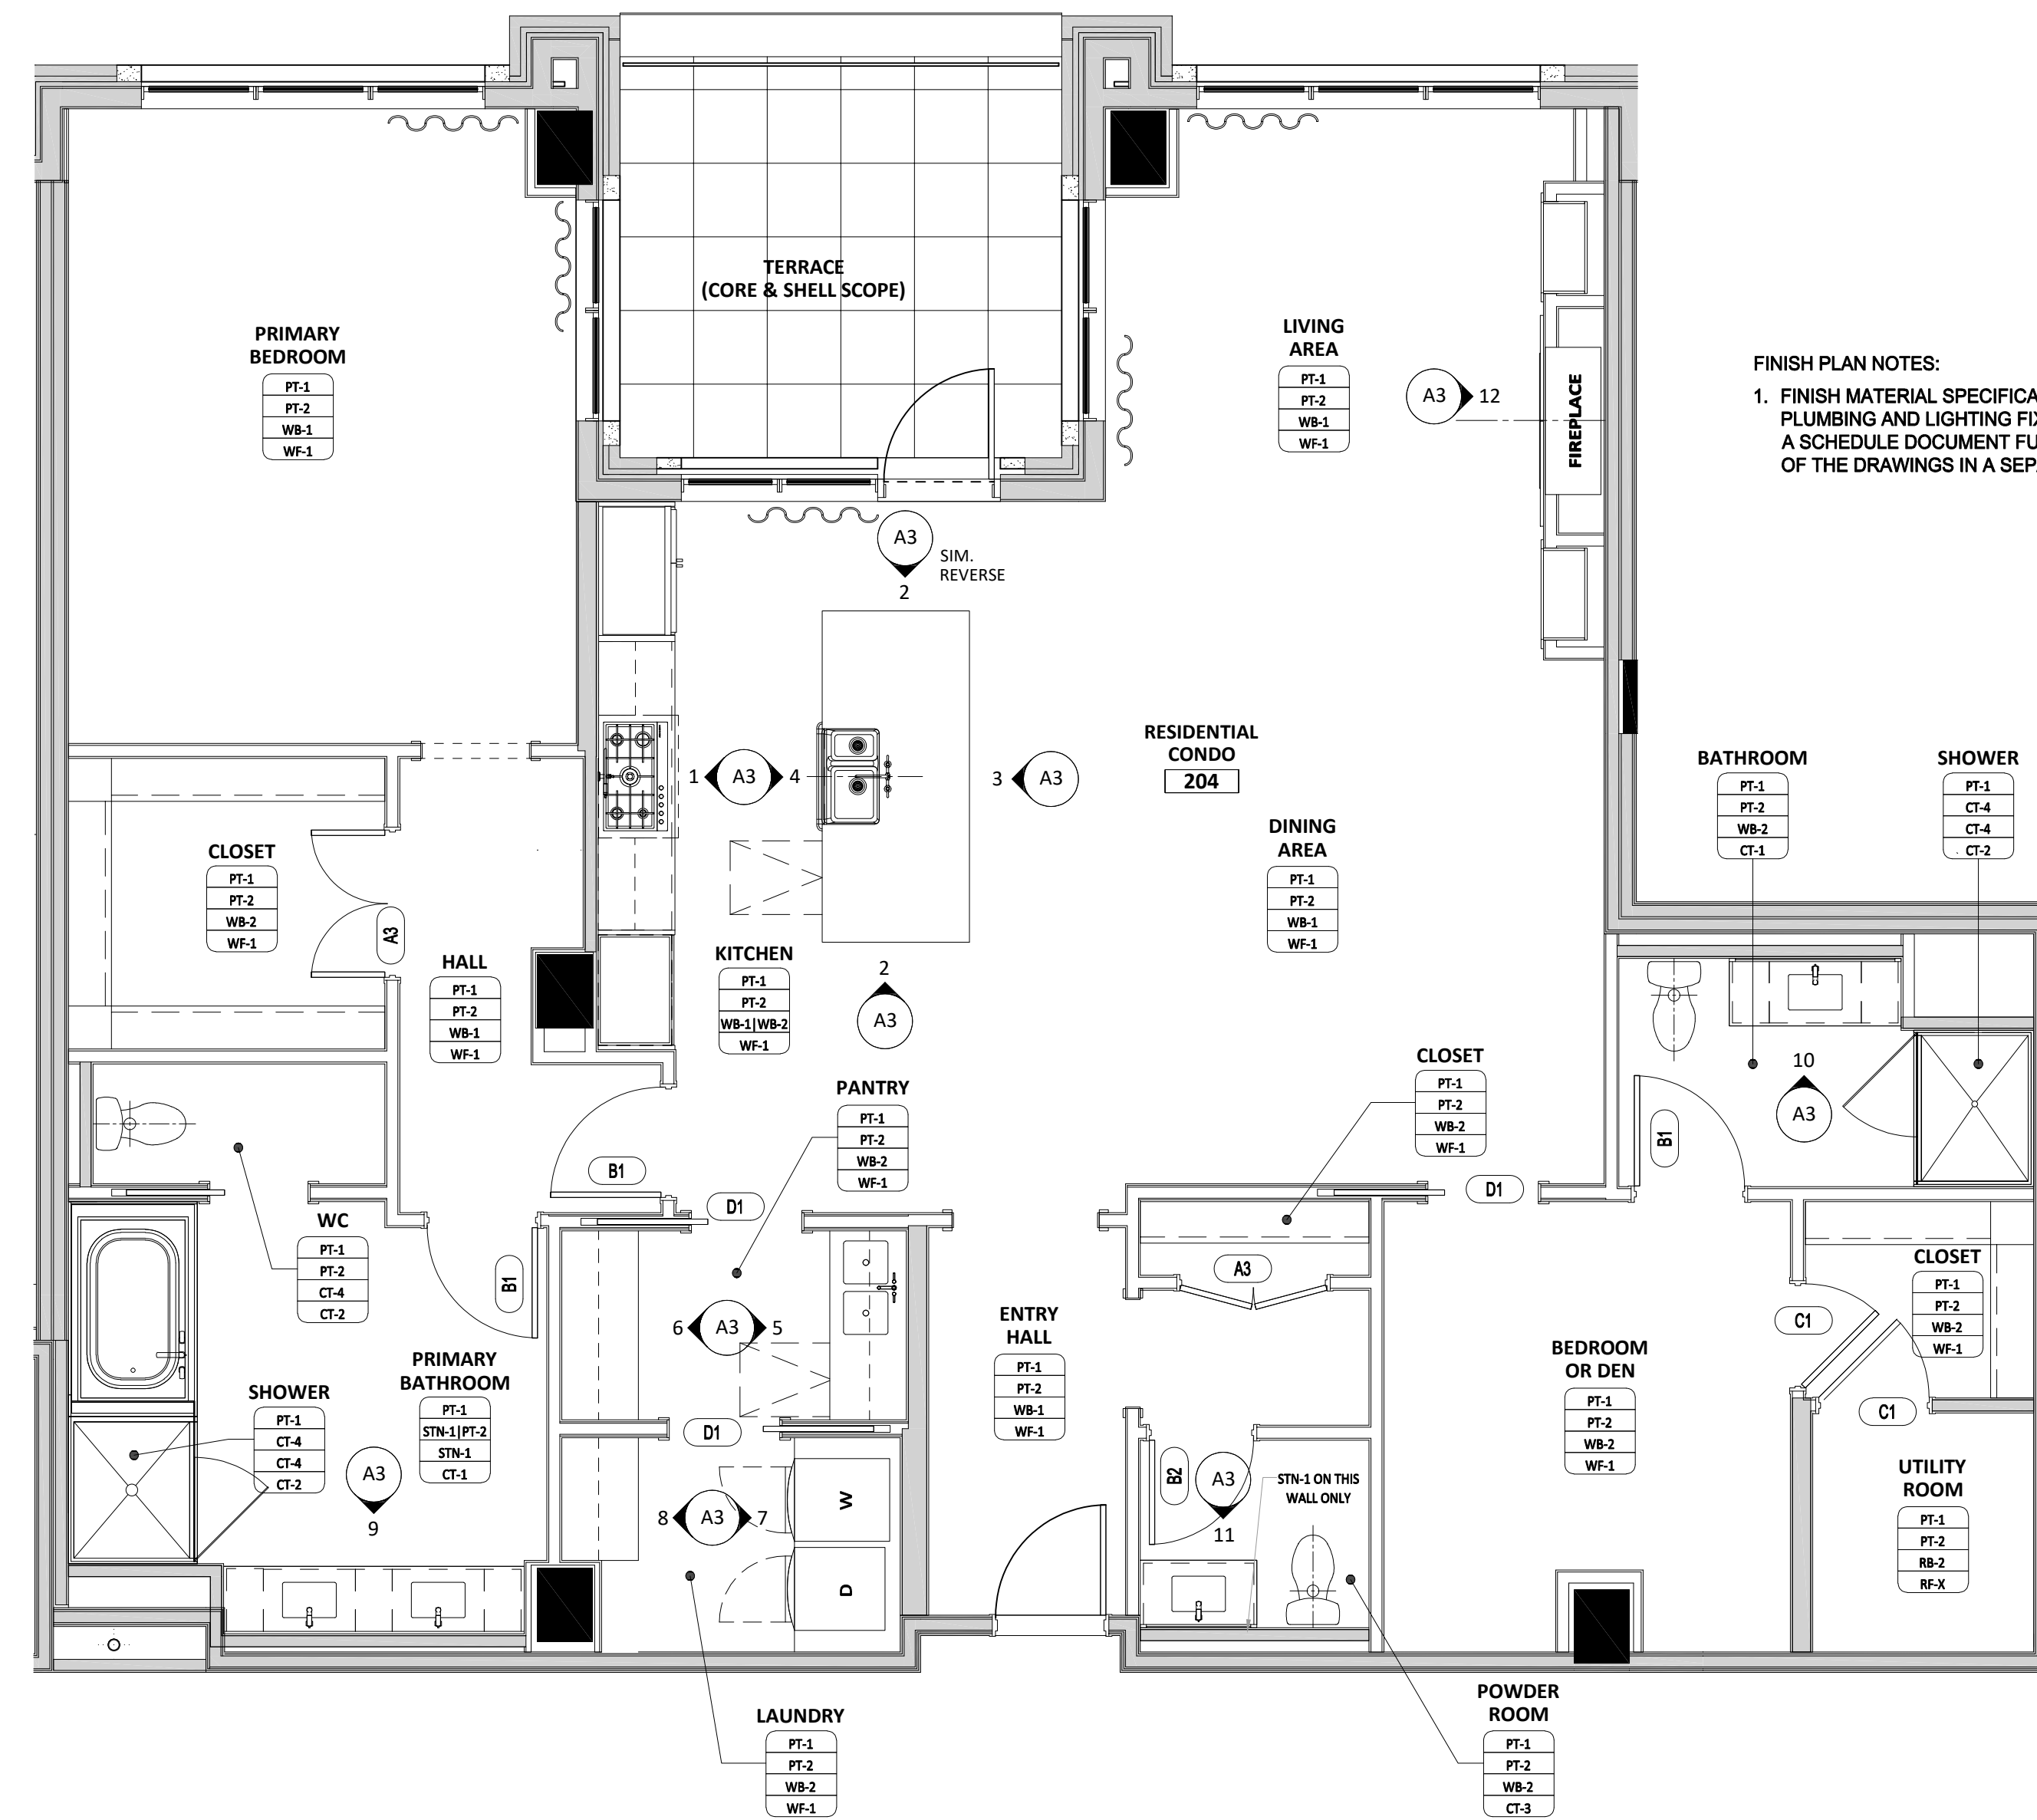 TERRACE
(CORE & SHELL SCOPE)
PRIMARY
BEDROOM
PT-1
PT-2
WB-1
WF-1
LIVING
AREA
PT-1
PT-2
WB-1
WF-1
A3
12
FIREPLACE
FINISH PLAN NOTES:
1. FINISH MATERIAL SPECIFICA
PLUMBING AND LIGHTING FI
A SCHEDULE DOCUMENT FU
OF THE DRAWINGS IN A SEP
A3
SIM.
REVERSE
2
1
A3
4
3
A3
RESIDENTIAL
CONDO
204
BATHROOM
PT-1
PT-2
WB-2
CT-1
SHOWER
PT-1
CT-4
CT-4
CT-2
CLOSET
PT-1
PT-2
WB-2
WF-1
A3
DINING
AREA
PT-1
PT-2
WB-1
WF-1
HALL
PT-1
PT-2
WB-1
WF-1
KITCHEN
PT-1
PT-2
WB-1|WB-2
WF-1
2
A3
PANTRY
PT-1
PT-2
WB-2
WF-1
CLOSET
PT-1
PT-2
WB-2
WF-1
10
A3
B1
B1
D1
D1
WC
PT-1
PT-2
CT-4
CT-2
B1
A3
CLOSET
PT-1
PT-2
WB-2
WF-1
C1
C1
6
A3
5
ENTRY
HALL
PT-1
PT-2
WB-1
WF-1
BEDROOM
OR DEN
PT-1
PT-2
WB-2
WF-1
PRIMARY
BATHROOM
PT-1
STN-1|PT-2
STN-1
CT-1
SHOWER
PT-1
CT-4
CT-4
CT-2
A3
9
D1
8
A3
7
W
D
B2
A3
11
STN-1 ON THIS
WALL ONLY
UTILITY
ROOM
PT-1
PT-2
RB-2
RF-X
LAUNDRY
PT-1
PT-2
WB-2
WF-1
POWDER
ROOM
PT-1
PT-2
WB-2
CT-3